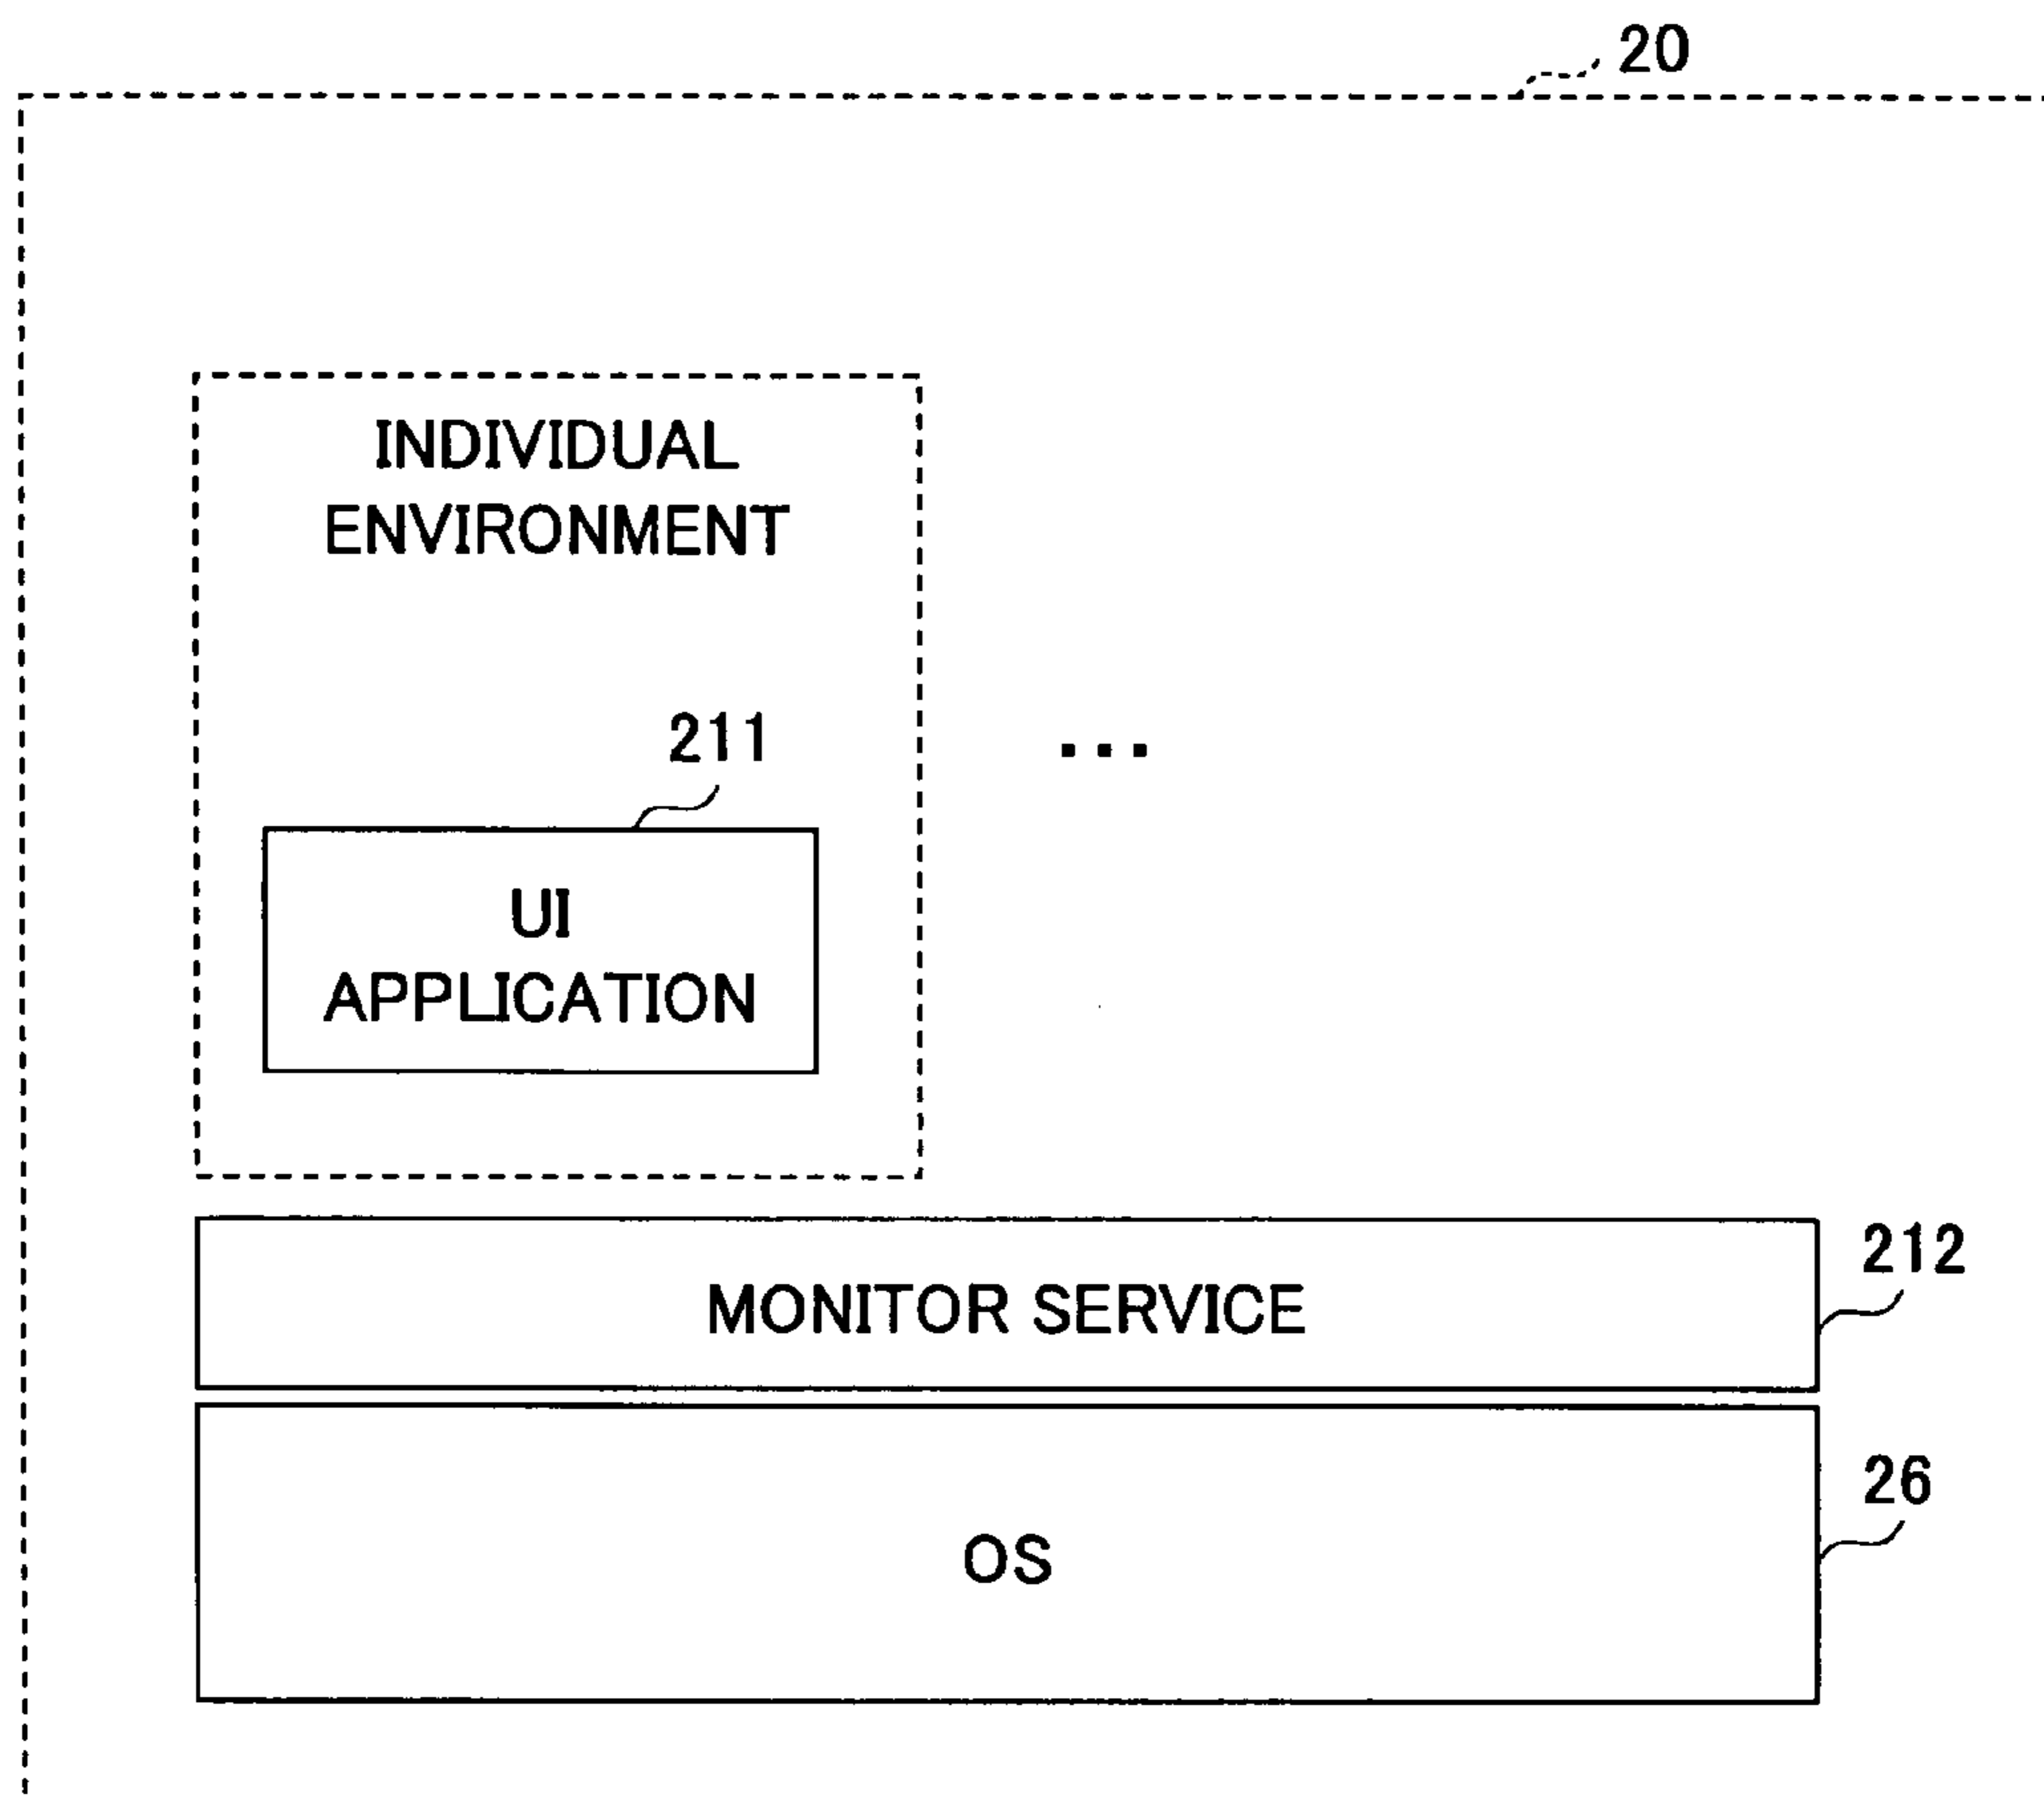 20
INDIVIDUAL
ENVIRONMENT
211
...
UI
APPLICATION
212
MONITOR SERVICE
26
OS